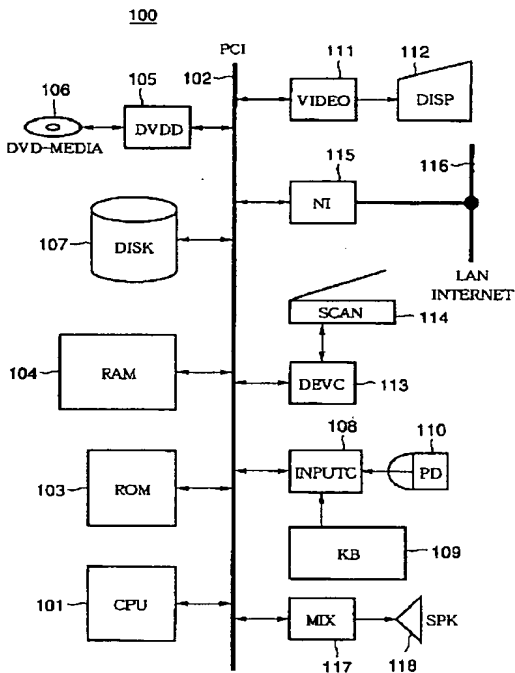 100
PCI
102
111
112
VIDEO
DISP
106
105
DVDD
DVD-MEDIA
115
116
NI
LAN
INTERNET
107
DISK
SCAN
114
104
RAM
DEVC
113
108
110
INPUTC
PD
103
ROM
KB
109
101
CPU
MIX
SPK
117
118